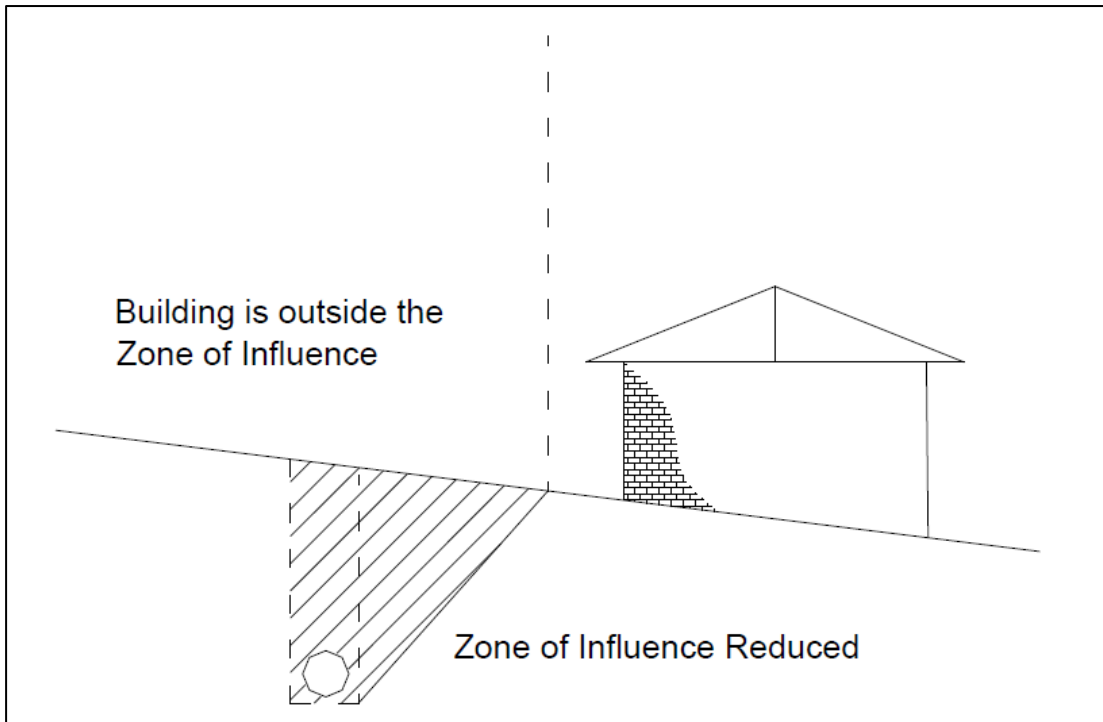 Building is outside the
Zone of Influence
Zone of Influence Reduced